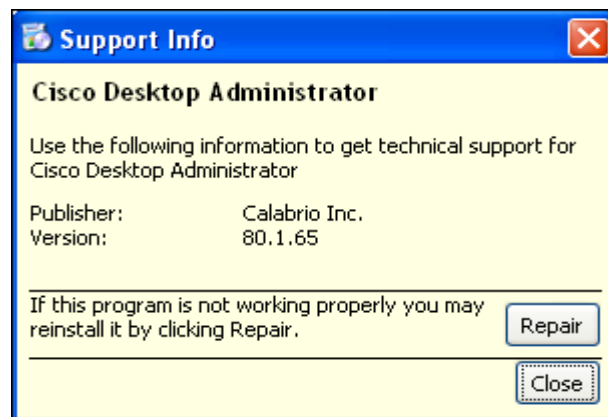 Support Info
Cisco Desktop Administrator
Use the following information to get technical support for
Cisco Desktop Administrator
Publisher: Calabrio Inc.
Version: 80.1.65
If this program is not working properly you may
reinstall it by clicking Repair.
Repair
Close